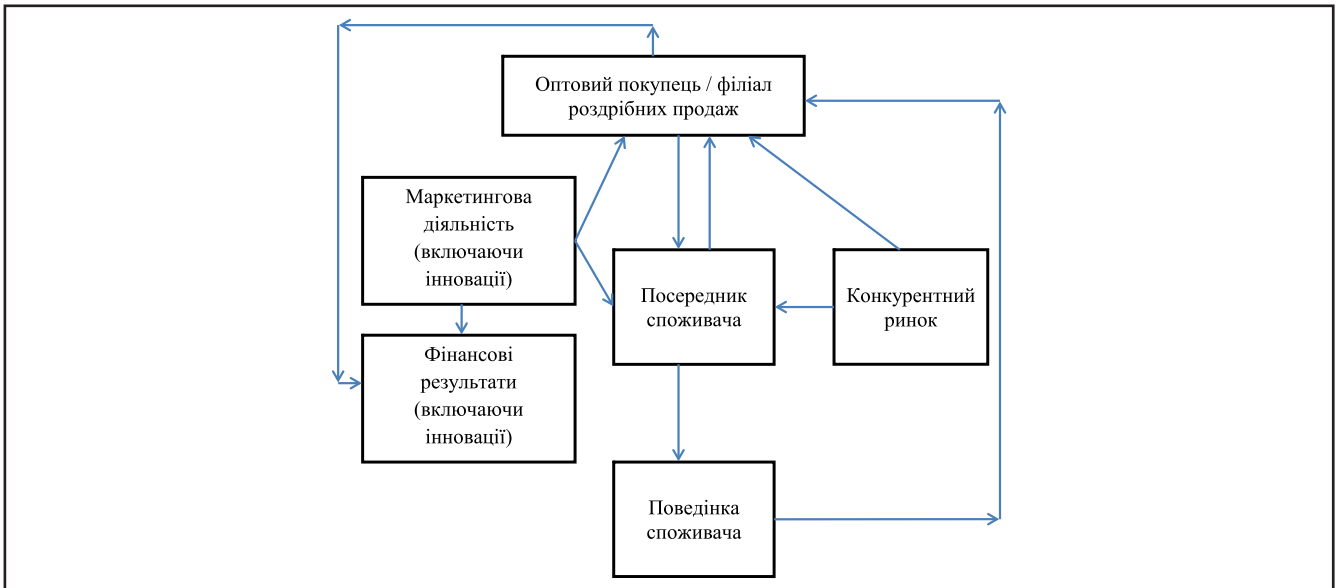 Оптовий покупець / філіал
роздрібних продаж
Маркетингова
діяльність
(включаючи
інновації)
Посередник
споживача
Конкурентний
ринок
Фінансові
результати
(включаючи
інновації)
Поведінка
споживача